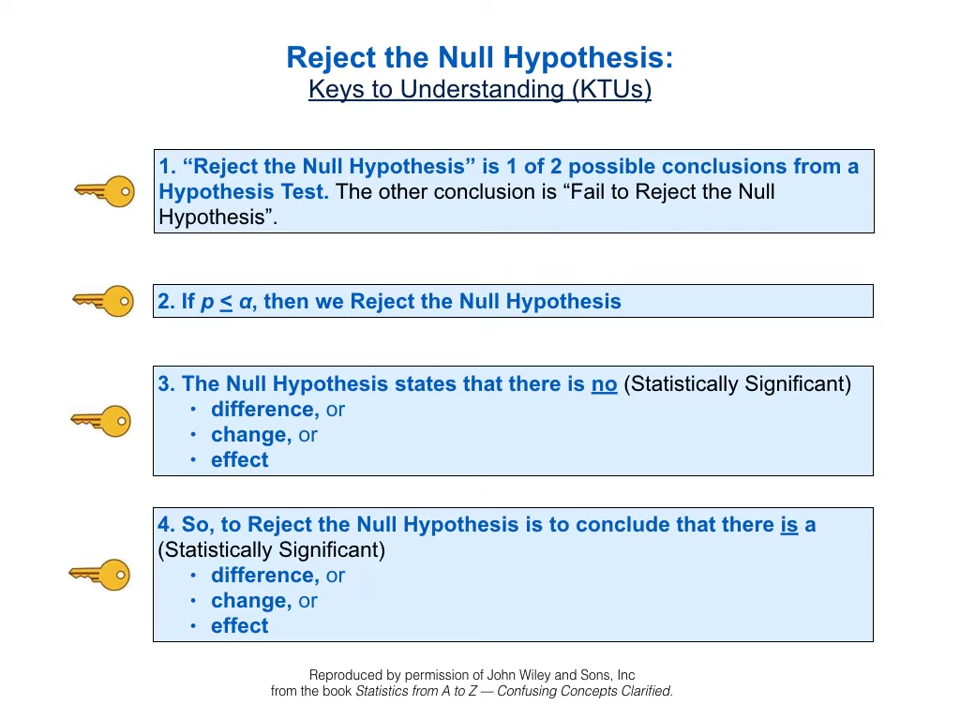 Reject the Null Hypothesis:
Keys to Understanding (KTUs)
1. “Reject the Null Hypothesis” is 1 of 2 possible conclusions from a
Hypothesis Test. The other conclusion is “Fail to Reject the Null
Hypothesis”.
2. If p ≤ α, then we Reject the Null Hypothesis
3. The Null Hypothesis states that there is no (Statistically Significant)
• difference, or
• change, or
• effect
4. So, to Reject the Null Hypothesis is to conclude that there is a
(Statistically Significant)
• difference, or
• change, or
• effect
Reproduced by permission of John Wiley and Sons, Inc
from the book Statistics from A to Z — Confusing Concepts Clarified.